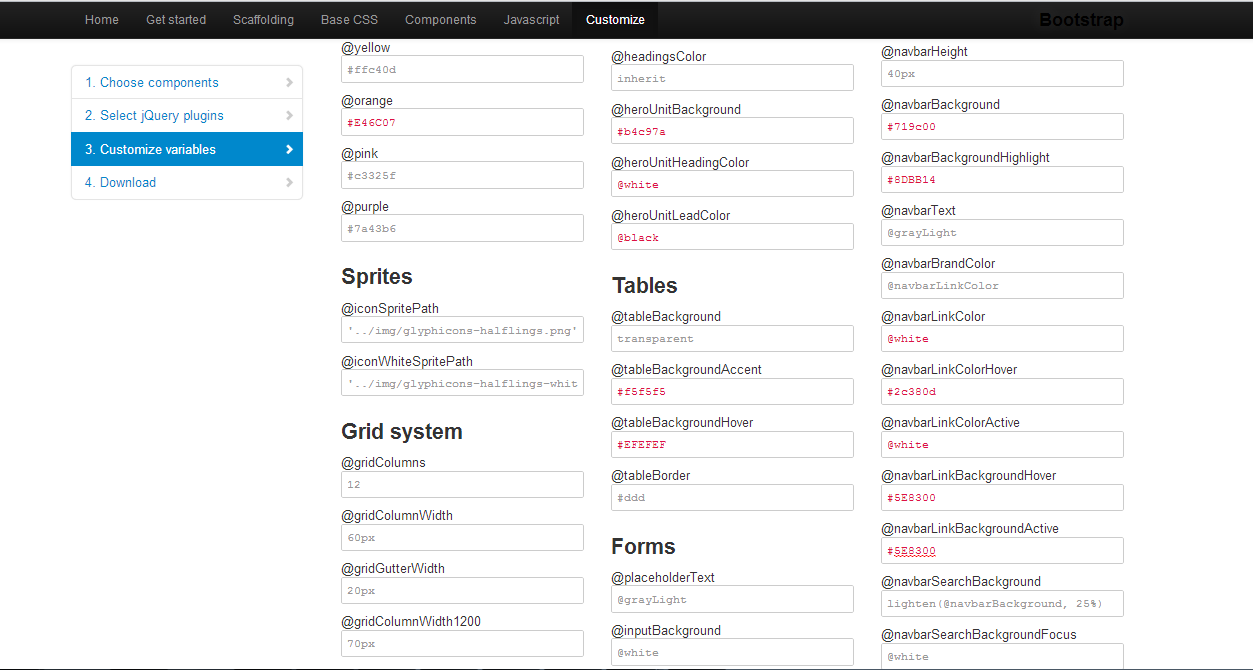 Home Get started Scaffolding Base CSS Components Javascript Customize Bootstrap
1. Choose components
2. Select jQuery plugins
3. Customize variables
4. Download
@yellow
#ffc40d
@orange
#E46C07
@pink
#c3325f
@purple
#7a43b6
Sprites
@iconSpritePath
'../img/glyphicons-halflings.png'
@iconWhiteSpritePath
'../img/glyphicons-halflings-whit
Grid system
@gridColumns
12
@gridColumnWidth
60px
@gridGutterWidth
20px
@gridColumnWidth1200
70px
@headingsColor
inherit
@heroUnitBackground
#b4c97a
@heroUnitHeadingColor
@white
@heroUnitLeadColor
@black
Tables
@tableBackground
transparent
@tableBackgroundAccent
#f5f5f5
@tableBackgroundHover
#EFEFEF
@tableBorder
#ddd
Forms
@placeholderText
@grayLight
@inputBackground
@white
@navbarHeight
40px
@navbarBackground
#719c00
@navbarBackgroundHighlight
#8DBB14
@navbarText
@grayLight
@navbarBrandColor
@navbarLinkColor
@navbarLinkColor
@white
@navbarLinkColorHover
#2c380d
@navbarLinkColorActive
@white
@navbarLinkBackgroundHover
#5E8300
@navbarLinkBackgroundActive
#5E8300
@navbarSearchBackground
lighten(@navbarBackground, 25%)
@navbarSearchBackgroundFocus
@white